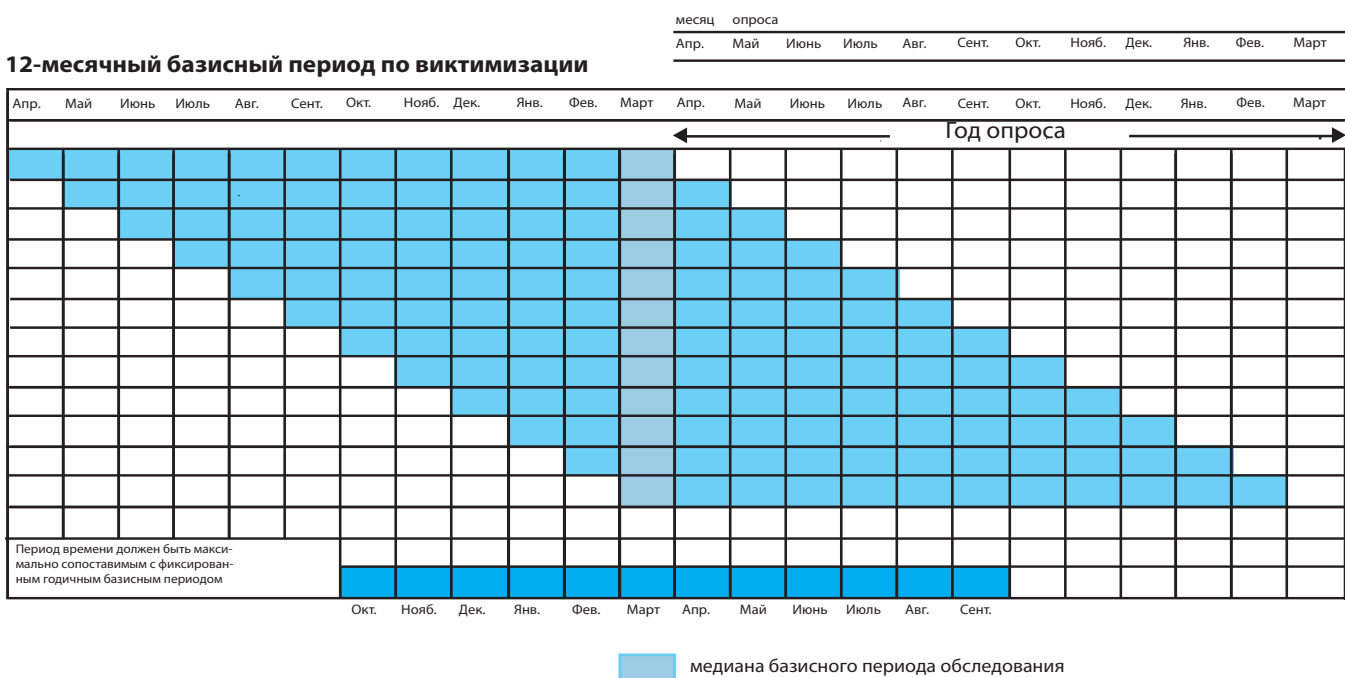 месяц опроса
Апр. Май Июнь Июль Авг. Сент. Окт. Нояб. Дек. Янв. Фев. Март
12-месячный базисный период по виктимизации
Апр. Май Июнь Июль Авг. Сент. Окт. Нояб. Дек. Янв. Фев. Март Апр. Май Июнь Июль Авг. Сент. Окт. Нояб. Дек. Янв. Фев. Март
Год опроса
Период времени должен быть макси-
мально сопоставимым с фиксирован-
ным годичным базисным периодом
Окт. Нояб. Дек. Янв. Фев. Март Апр. Май Июнь Июль Авг. Сент.
медиана базисного периода обследования